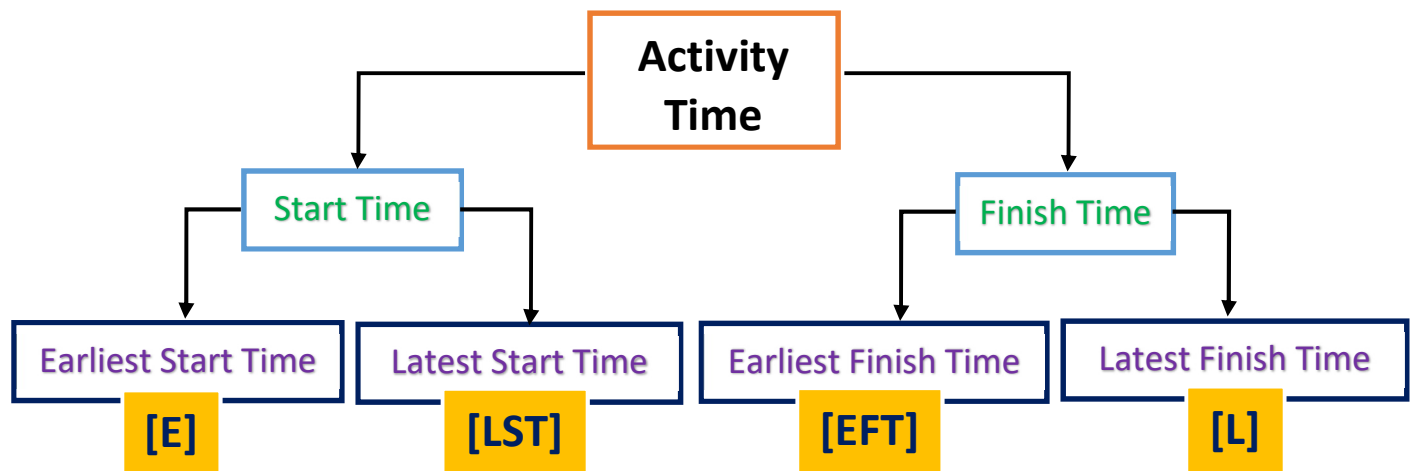 Activity
Time
Start Time
Finish Time
Earliest Start Time
Latest Start Time
Earliest Finish Time
Latest Finish Time
[E]
[LST]
[EFT]
[L]